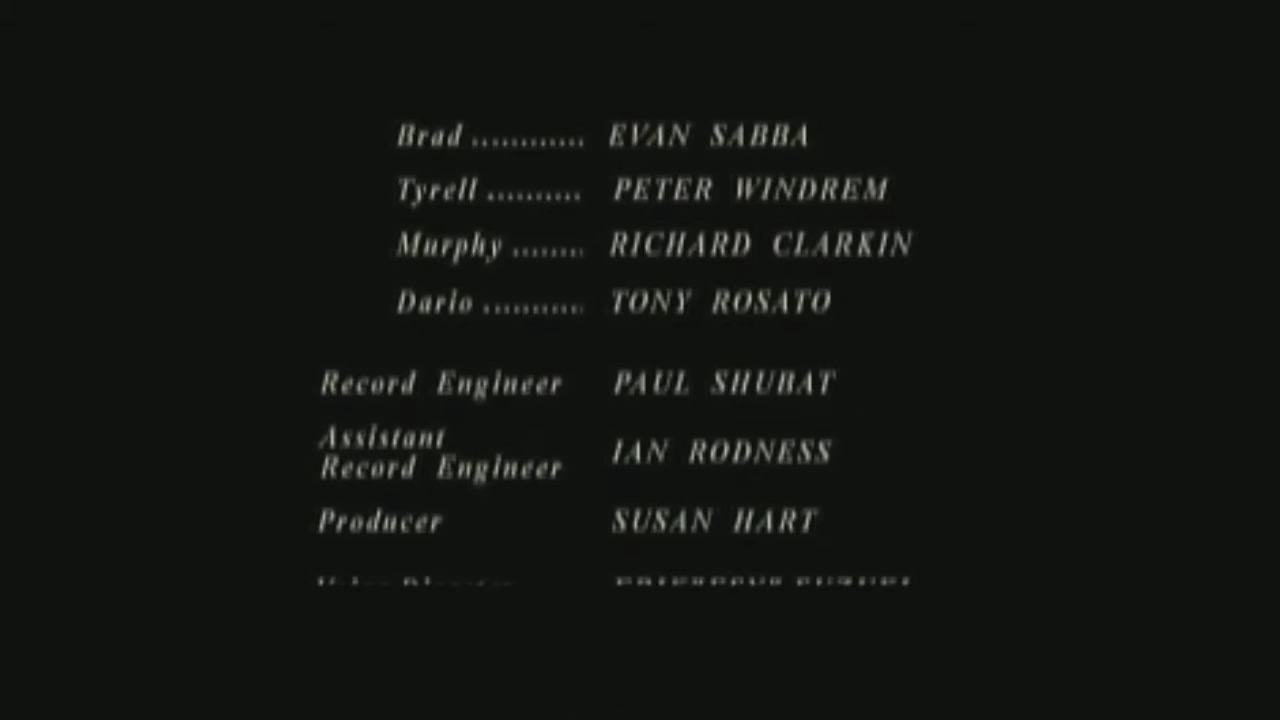 Brad ............ EVAN SABBA
Tyrell .......... PETER WINDREM
Murphy ........ RICHARD CLARKIN
Dario ........... TONY ROSATO
Record Engineer PAUL SHUBAT
Assistant
Record Engineer IAN RODNESS
Producer SUSAN HART